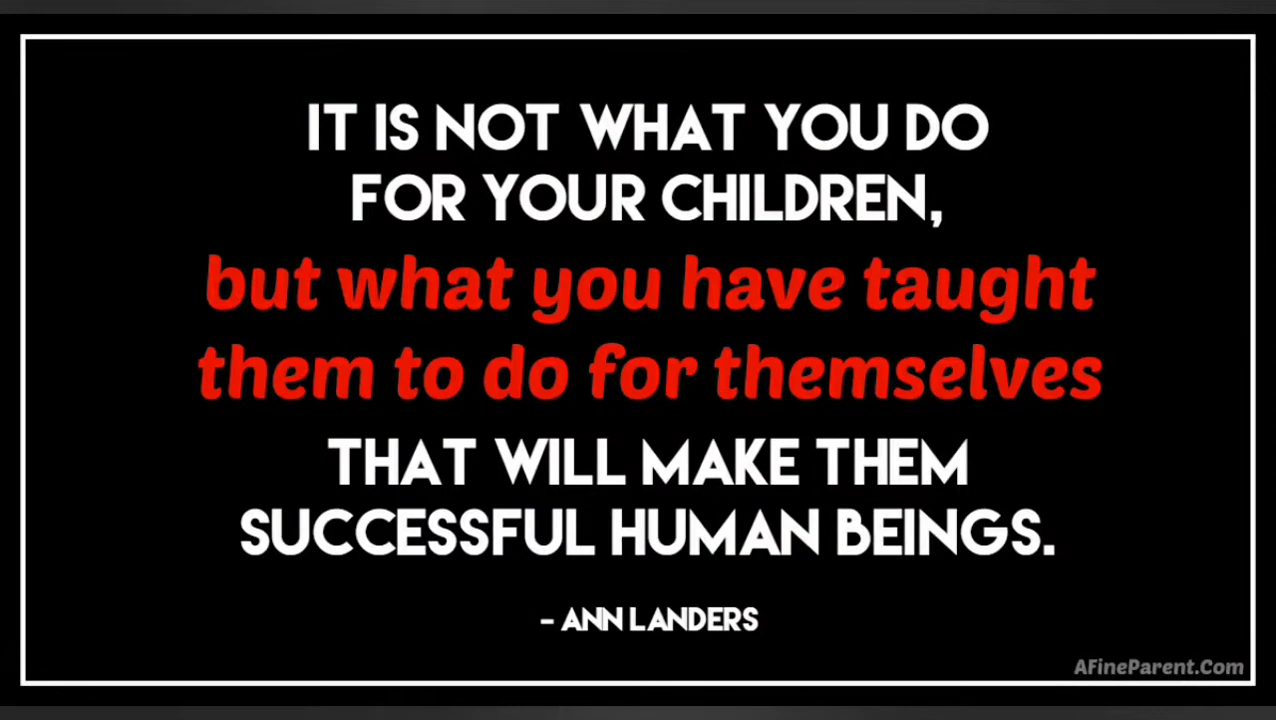 IT IS NOT WHAT YOU DO
FOR YOUR CHILDREN,
but what you have taught
them to do for themselves
THAT WILL MAKE THEM
SUCCESSFUL HUMAN BEINGS.
- ANN LANDERS
AFineParent.Com